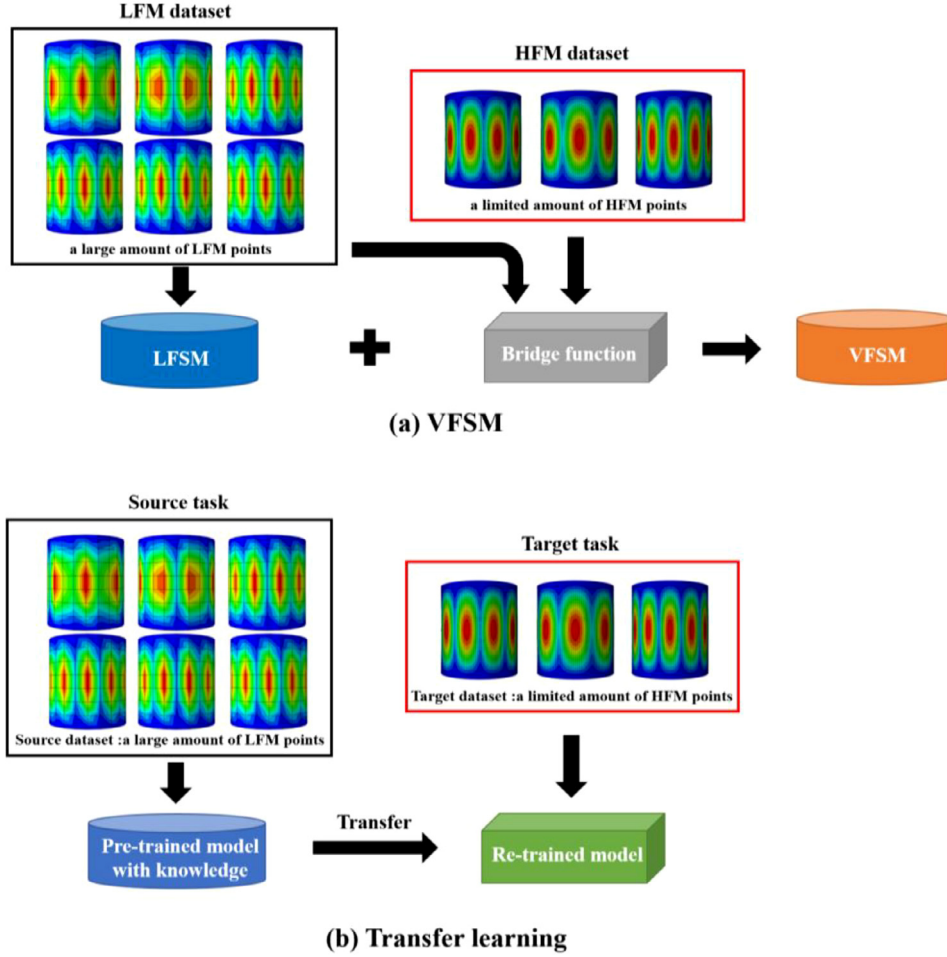 LFM dataset
a large amount of LFM points
HFM dataset
a limited amount of HFM points
LFSM
Bridge function
VFSM
(a) VFSM
Source task
Source dataset :a large amount of LFM points
Target task
Target dataset :a limited amount of HFM points
Pre-trained model
with knowledge
Transfer
Re-trained model
(b) Transfer learning